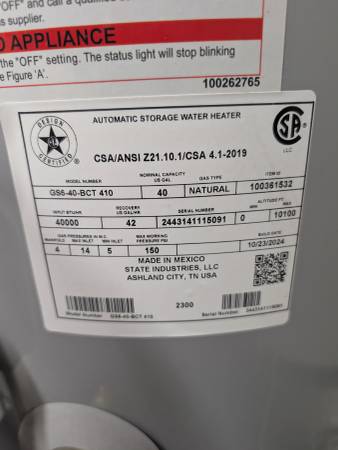 "OFF" and call a qualified
D APPLIANCE
the "OFF" setting. The status light will stop blinking
e Figure 'A'.
100262765
DESIGN
CERTIFIED
AUTOMATIC STORAGE WATER HEATER
CSA/ANSI Z21.10.1/CSA 4.1-2019
LLC
MODEL NUMBER NOMINAL CAPACITY US GAL GAS TYPE ITEM ID
GS6-40-BCT 410 40 NATURAL 100361532
INPUT BTU/HR RECOVERY US GAL/HR SERIAL NUMBER ALTITUDE FT MAX
40000 42 2443141115091 0 10100
GAS PRESSURES IN W.C. MAX WORKING PRESSURE PSI BUILD DATE
MANIFOLD MAX INLET MIN INLET
4 14 5 150 10/23/2024
MADE IN MEXICO
STATE INDUSTRIES, LLC
ASHLAND CITY, TN USA
2300
Model Number: GS6-40-BCT 410
Serial Number: 2443141115091